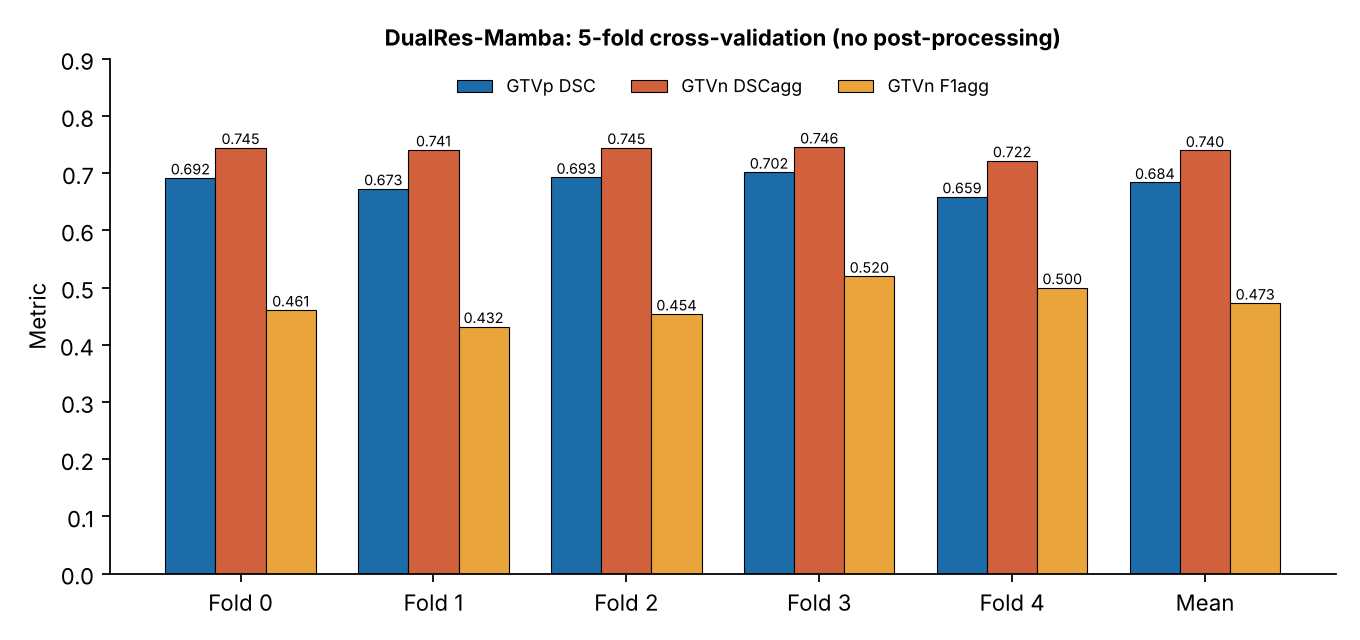 DualRes-Mamba: 5-fold cross-validation (no post-processing)
GTVp DSC GTVn DSCagg GTVn F1agg
Metric
0.9
0.8
0.7
0.6
0.5
0.4
0.3
0.2
0.1
0.0
0.692 0.745 0.461
0.673 0.741 0.432
0.693 0.745 0.454
0.702 0.746 0.520
0.659 0.722 0.500
0.684 0.740 0.473
Fold 0 Fold 1 Fold 2 Fold 3 Fold 4 Mean